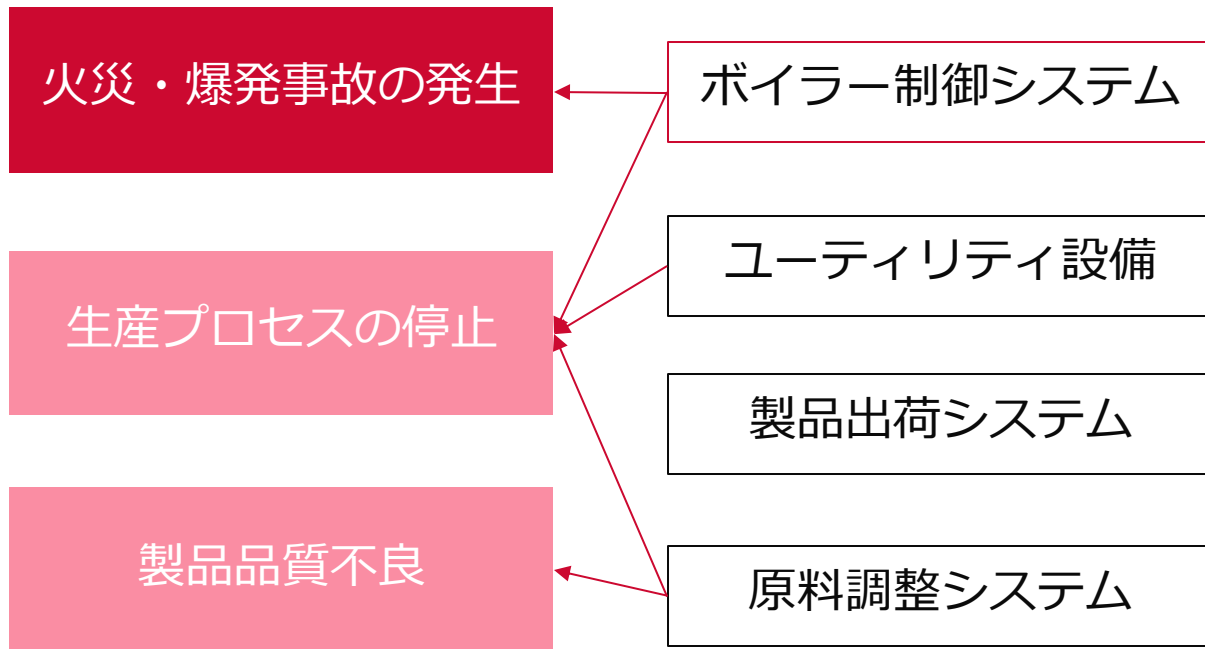 火災・爆発事故の発生
生産プロセスの停止
製品品質不良
ボイラー制御システム
ユーティリティ設備
製品出荷システム
原料調整システム